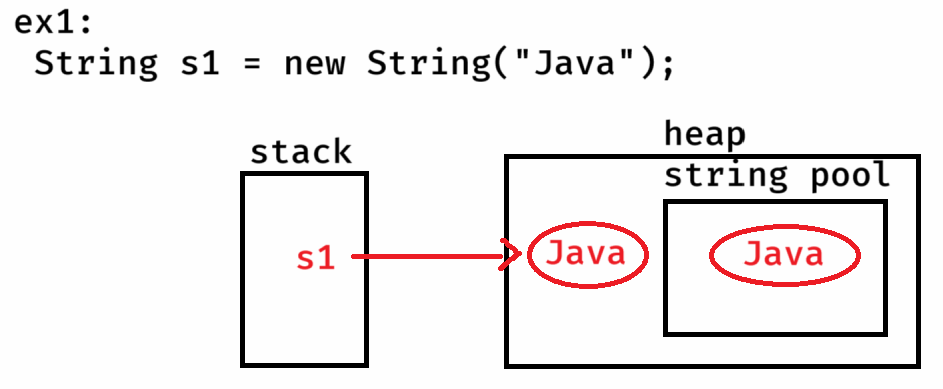 ex1:
String s1 = new String("Java");
heap
stack
string pool
s1
Java
Java